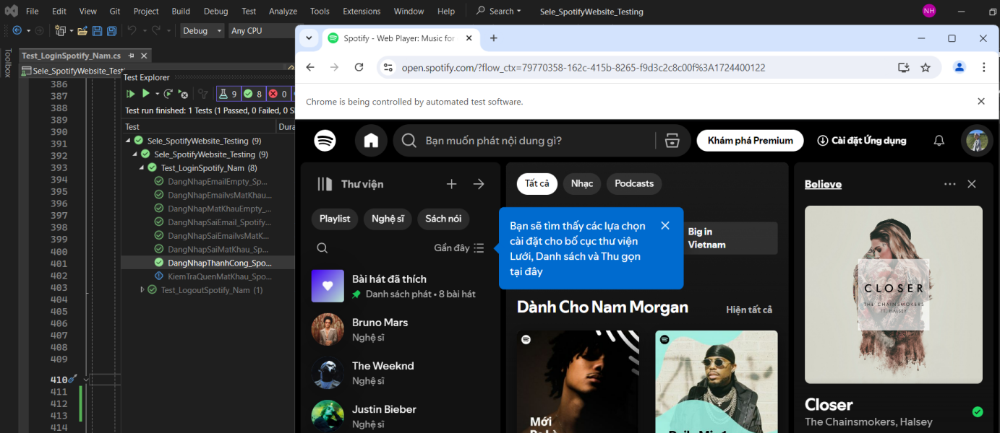 File Edit View Git Project Build Debug Test Analyze Tools Extensions Window Help Search Sele_SpotifyWebsite_Testing NH
Debug Any CPU
Toolbox
Test_LoginSpotify_Nam.cs
Sele_SpotifyWebsite_Testi
386
387
388
389
390
391
392
393
394
395
396
397
398
399
400
401
402
403
404
405
406
407
408
409
410
411
412
413
414
Test Explorer
9 8 0
Test run finished: 1 Tests (1 Passed, 0 Failed, 0 S
Test Dura
Sele_SpotifyWebsite_Testing (9)
Sele_SpotifyWebsite_Testing (9)
Test_LoginSpotify_Nam (8)
DangNhapEmailEmpty_Sp...
DangNhapEmailvsMatKhau...
DangNhapMatKhauEmpty_...
DangNhapSaiEmail_Spotify...
DangNhapSaiEmailvsMatK...
DangNhapSaiMatKhau_Sp...
DangNhapThanhCong_Spo...
KiemTraQuenMatKhau_Spo...
Test_LogoutSpotify_Nam (1)
Spotify - Web Player: Music for
open.spotify.com/?flow_ctx=79770358-162c-415b-8265-f9d3c2c8c00f%3A1724400122
Chrome is being controlled by automated test software.
Bạn muốn phát nội dung gì?
Khám phá Premium
Cài đặt Ứng dụng
Thư viện
Playlist Nghệ sĩ Sách nói
Gần đây
Bài hát đã thích
Danh sách phát • 8 bài hát
Bruno Mars
Nghệ sĩ
The Weeknd
Nghệ sĩ
Justin Bieber
Nghệ sĩ
Tất cả Nhạc Podcasts
Bạn sẽ tìm thấy các lựa chọn
cài đặt cho bố cục thư viện
Lưới, Danh sách và Thu gọn
tại đây
Big in
Vietnam
Dành Cho Nam Morgan
Hiện tất cả
Mới
Believe
CLOSER
THE CHAINSMOKERS
FT. HALSEY
Closer
The Chainsmokers, Halsey